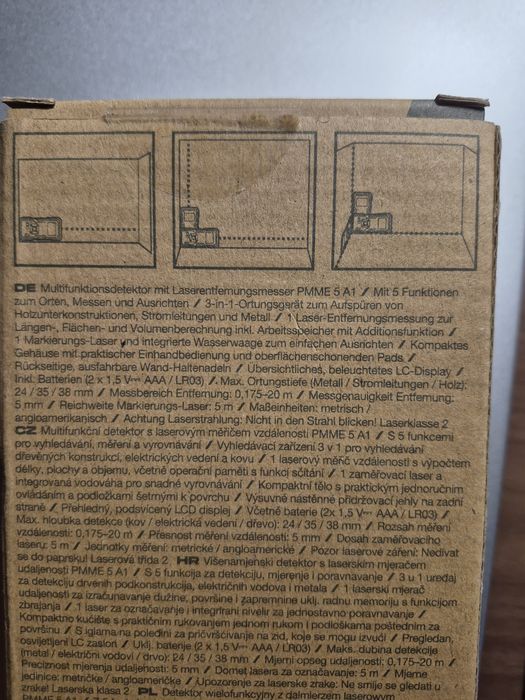 DE Multifunktionsdetektor mit Laserentfernungsmesser PMME 5 A1 / Mit 5 Funktionen
zum Orten, Messen und Ausrichten / 3-in-1-Ortungsgerät zum Aufspüren von
Holzunterkonstruktionen, Stromleitungen und Metall / 1 Laser-Entfernungsmessung zur
Längen-, Flächen- und Volumenberechnung inkl. Arbeitsspeicher mit Additionsfunktion /
1 Markierungs-Laser und integrierte Wasserwaage zum einfachen Ausrichten / Kompaktes
Gehäuse mit praktischer Einhandbedienung und oberflächenschonenden Pads /
Rückseitige, ausfahrbare Wand-Haltenadeln / Übersichtliches, beleuchtetes LC-Display /
Inkl. Batterien (2 x 1,5 V⎓ AAA / LR03). Max. Ortungstiefe (Metall / Stromleitungen / Holz):
24 / 35 / 38 mm / Messbereich Entfernung: 0,175–20 m / Messgenauigkeit Entfernung:
5 mm / Reichweite Markierung-Laser: 5 m / Maßeinheiten: metrisch /
angloamerikanisch / Achtung Laserstrahlung: Nicht in den Strahl blicken! Laserklasse 2
CZ Multifunkční detektor s laserovým měřičem vzdálenosti PMME 5 A1 / S 5 funkcemi
pro vyhledávání, měření a vyrovnávání / Vyhledávací zařízení 3 v 1 pro vyhledávání
dřevěných konstrukcí, elektrických vedení a kovu / 1 laserový měřič vzdáleností s výpočtem
délky, plochy a objemu, včetně operační paměti s funkcí sčítání / 1 zaměřovací laser a
integrovaná vodováha pro snadné vyrovnávání / Kompaktní tělo s praktickým jednoručním
ovládáním a podložkami šetrnými k povrchu / Výsuvné nástěnné přidržovací jehly na zadní
straně / Přehledný, podsvícený LCD displej / Včetně baterie (2x 1,5 V⎓ AAA / LR03) /
Max. hloubka detekce (kov / elektrická vedení / dřevo): 24 / 35 / 38 mm / Rozsah měření
vzdálenosti: 0,175–20 m / Přesnost měření vzdálenosti: 5 mm / Dosah zaměřovacího
laseru: 5 m / Jednotky měření: metrické / angloamerické / Pozor laserové záření: Nedívat
se do paprsku! Laserová třída 2. HR Višenamjenski detektor s laserskim mjeračem
udaljenosti PMME 5 A1 / S 5 funkcija za detekciju, mjerenje i poravnavanje / 3 u 1 uređaj
za detekciju drvenih podkonstrukcija, električnih vodova i metala / 1 laserski mjerač
udaljenosti za izračunavanje dužine, površine i zapremnine uklj. radnu memoriju s funkcijom
zbrajanja / 1 laser za označavanje i integrirani nivelir za jednostavno poravnavanje /
Kompaktno kućište s praktičnim rukovanjem jednom rukom i podloškama poštednim za
površinu / S iglama na poleđini za pričvršćivanje na zid, koje se mogu izvući / Pregledan,
osvijetljeni LC zaslon / Uklj. baterije (2 x 1,5 V⎓ AAA / LR03) / Maks. dubina detekcije
(metal / električni vodovi / drvo): 24 / 35 / 38 mm / Mjerni opseg udaljenosti: 0,175–20 m /
Preciznost mjerenja udaljenosti: 5 mm / Domet lasera za označavanje: 5 m / Mjerne
jedinice: metričke / angloameričke / Upozorenje za laserske zrake: Ne smije se gledati u
zrake! Laserska klasa 2. PL Detektor wielofunkcyjny z dalmierzem laserowym